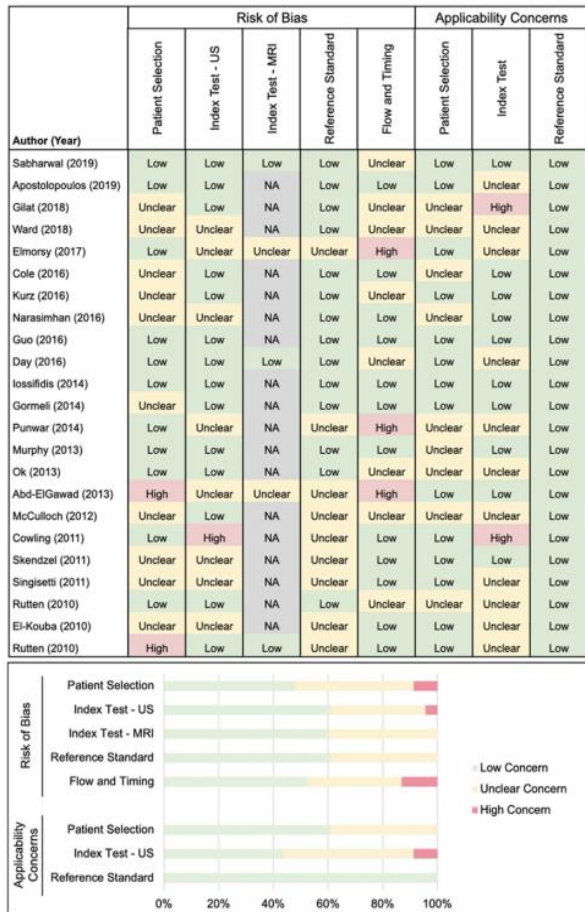 Risk of Bias Applicability Concerns
Author (Year) Patient Selection Index Test - US Index Test - MRI Reference Standard Flow and Timing Patient Selection Index Test Reference Standard
Sabharwal (2019) Low Low Low Low Unclear Low Low Low
Apostolopoulos (2019) Low Low NA Low Low Low Unclear Low
Gilat (2018) Unclear Low NA Low Unclear Unclear High Low
Ward (2018) Unclear Unclear NA Low Unclear Unclear Unclear Low
Elmorsy (2017) Low Unclear Unclear Unclear High Low Unclear Low
Cole (2016) Unclear Low NA Low Low Unclear Low Low
Kurz (2016) Unclear Low NA Low Unclear Low Low Low
Narasimhan (2016) Unclear Unclear NA Low Low Unclear Low Low
Guo (2016) Low Low NA Low Low Low Low Low
Day (2016) Low Low Low Low Unclear Low Unclear Low
Iossifidis (2014) Low Low NA Low Low Low Low Low
Gormeli (2014) Unclear Low NA Low Low Low Low Low
Punwar (2014) Low Unclear NA Unclear High Unclear Unclear Low
Murphy (2013) Low Low NA Low Low Unclear Low Low
Ok (2013) Low Low NA Low Unclear Unclear Unclear Low
Abd-ElGawad (2013) High Unclear Unclear Unclear High Low Low Low
McCulloch (2012) Unclear Low NA Unclear Unclear Unclear Unclear Low
Cowling (2011) Low High NA Unclear Low Low High Low
Skendzel (2011) Unclear Unclear NA Unclear Low Low Low Low
Singisetti (2011) Unclear Unclear NA Unclear Low Low Unclear Low
Rutten (2010) Low Low NA Low Unclear Unclear Unclear Low
El-Kouba (2010) Unclear Unclear NA Unclear Low Low Unclear Low
Rutten (2010) High Low Low Unclear Low Low Unclear Low
Risk of Bias
Patient Selection
Index Test - US
Index Test - MRI
Reference Standard
Flow and Timing
Applicability
Concerns
Patient Selection
Index Test - US
Reference Standard
0% 20% 40% 60% 80% 100%
Low Concern
Unclear Concern
High Concern